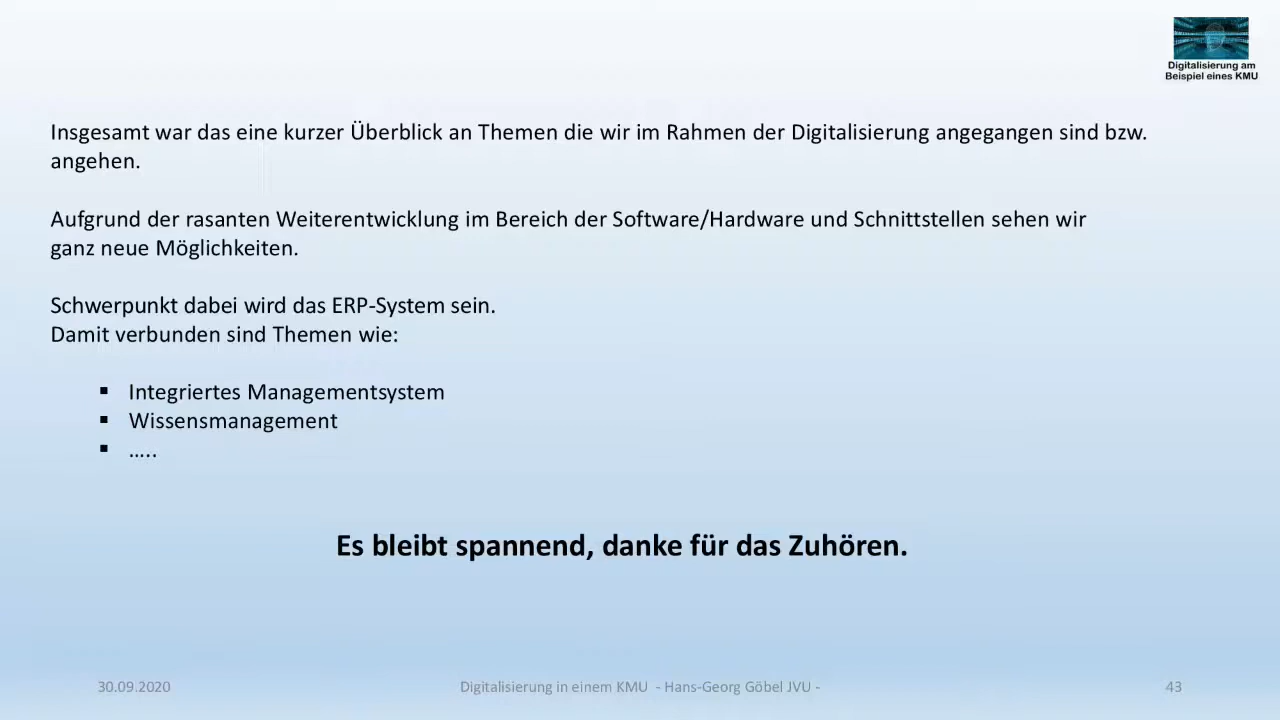 Digitalisierung am
Beispiel eines KMU
Insgesamt war das eine kurzer Überblick an Themen die wir im Rahmen der Digitalisierung angegangen sind bzw.
angehen.
Aufgrund der rasanten Weiterentwicklung im Bereich der Software/Hardware und Schnittstellen sehen wir
ganz neue Möglichkeiten.
Schwerpunkt dabei wird das ERP-System sein.
Damit verbunden sind Themen wie:
▪ Integriertes Managementsystem
▪ Wissensmanagement
▪ …..
Es bleibt spannend, danke für das Zuhören.
30.09.2020 Digitalisierung in einem KMU - Hans-Georg Göbel JVU - 43